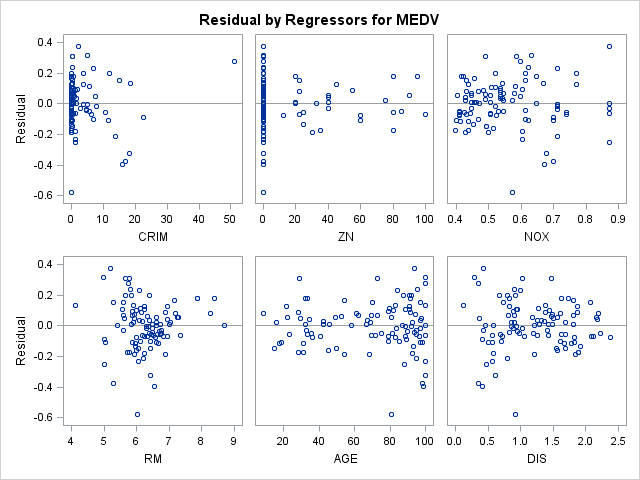 Residual by Regressors for MEDV
Residual
0.4
0.2
0.0
-0.2
-0.4
-0.6
0 10 20 30 40 50
CRIM
0 20 40 60 80 100
ZN
0.4 0.5 0.6 0.7 0.8 0.9
NOX
Residual
0.4
0.2
0.0
-0.2
-0.4
-0.6
4 5 6 7 8 9
RM
20 40 60 80 100
AGE
0.0 0.5 1.0 1.5 2.0 2.5
DIS